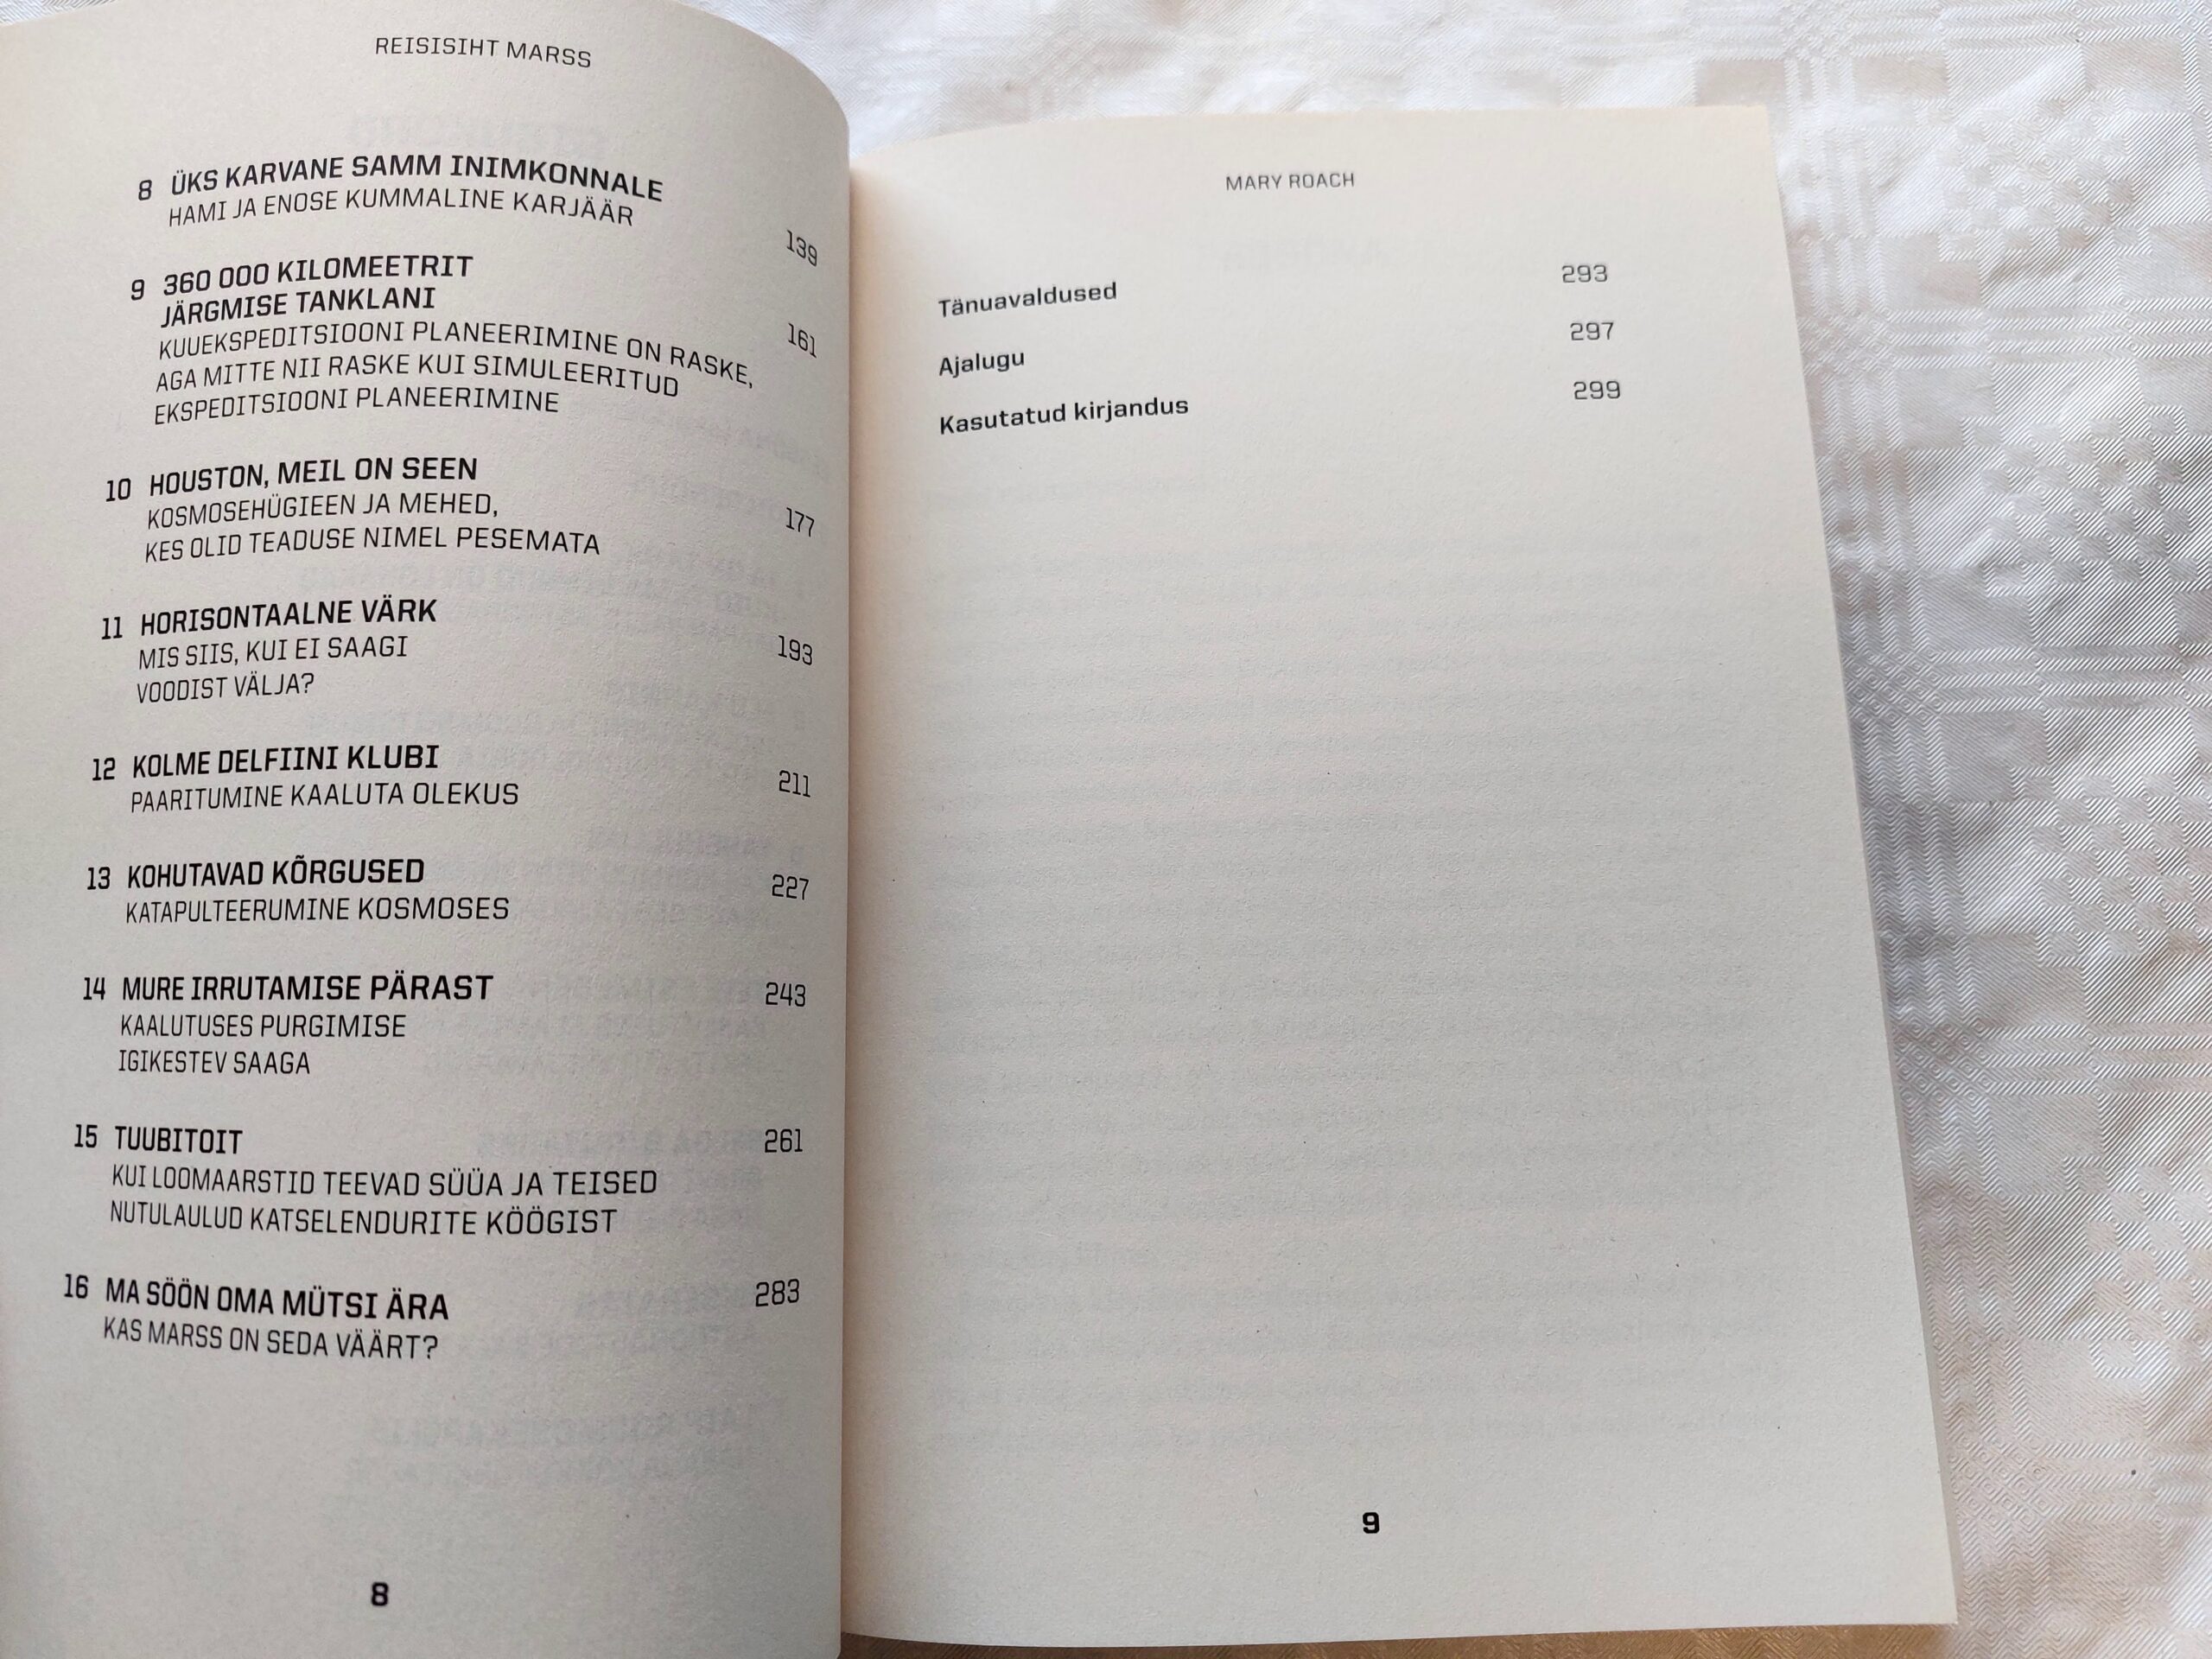 REISISIHT MARSS
8 ÜKS KARVANE SAMM INIMKONNALE
HAMI JA ENOSE KUMMALINE KARJÄÄR
139
9 360 000 KILOMEETRIT
JÄRGMISE TANKLANI
161
KUUEKSPEDITSIOONI PLANEERIMINE ON RASKE,
AGA MITTE NII RASKE KUI SIMULEERITUD
EKSPEDITSIOONI PLANEERIMINE
10 HOUSTON, MEIL ON SEEN
177
KOSMOSEHÜGIEEN JA MEHED,
KES OLID TEADUSE NIMEL PESEMATA
11 HORISONTAALNE VÄRK
193
MIS SIIS, KUI EI SAAGI
VOODIST VÄLJA?
12 KOLME DELFIINI KLUBI
211
PAARITUMINE KAALUTA OLEKUS
13 KOHUTAVAD KÕRGUSED
227
KATAPULTEERUMINE KOSMOSES
14 MURE IRRUTAMISE PÄRAST 243
KAALUTUSES PURGIMISE
IGIKESTEV SAAGA
15 TUUBITOIT 261
KUI LOOMAARSTID TEEVAD SÜÜA JA TEISED
NUTULAULUD KATSELENDURITE KÖÖGIST
16 MA SÖÖN OMA MÜTSI ÄRA 283
KAS MARSS ON SEDA VÄÄRT?
8
MARY ROACH
Tänuavaldused 293
Ajalugu 297
Kasutatud kirjandus 299
9